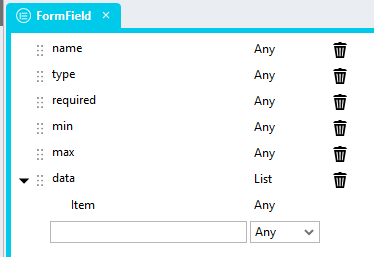 FormField ×
name Any
type Any
required Any
min Any
max Any
data List
Item Any
Any